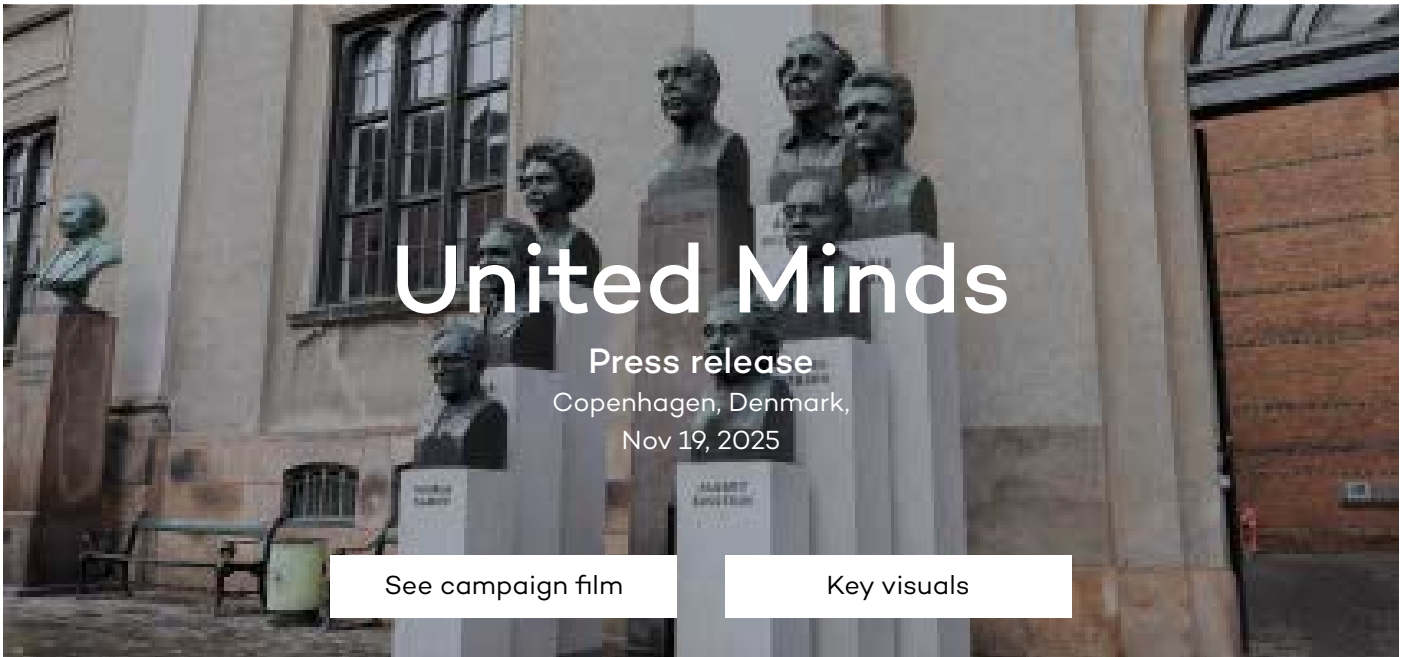 United Minds
Press release
Copenhagen, Denmark,
Nov 19, 2025
See campaign film
Key visuals